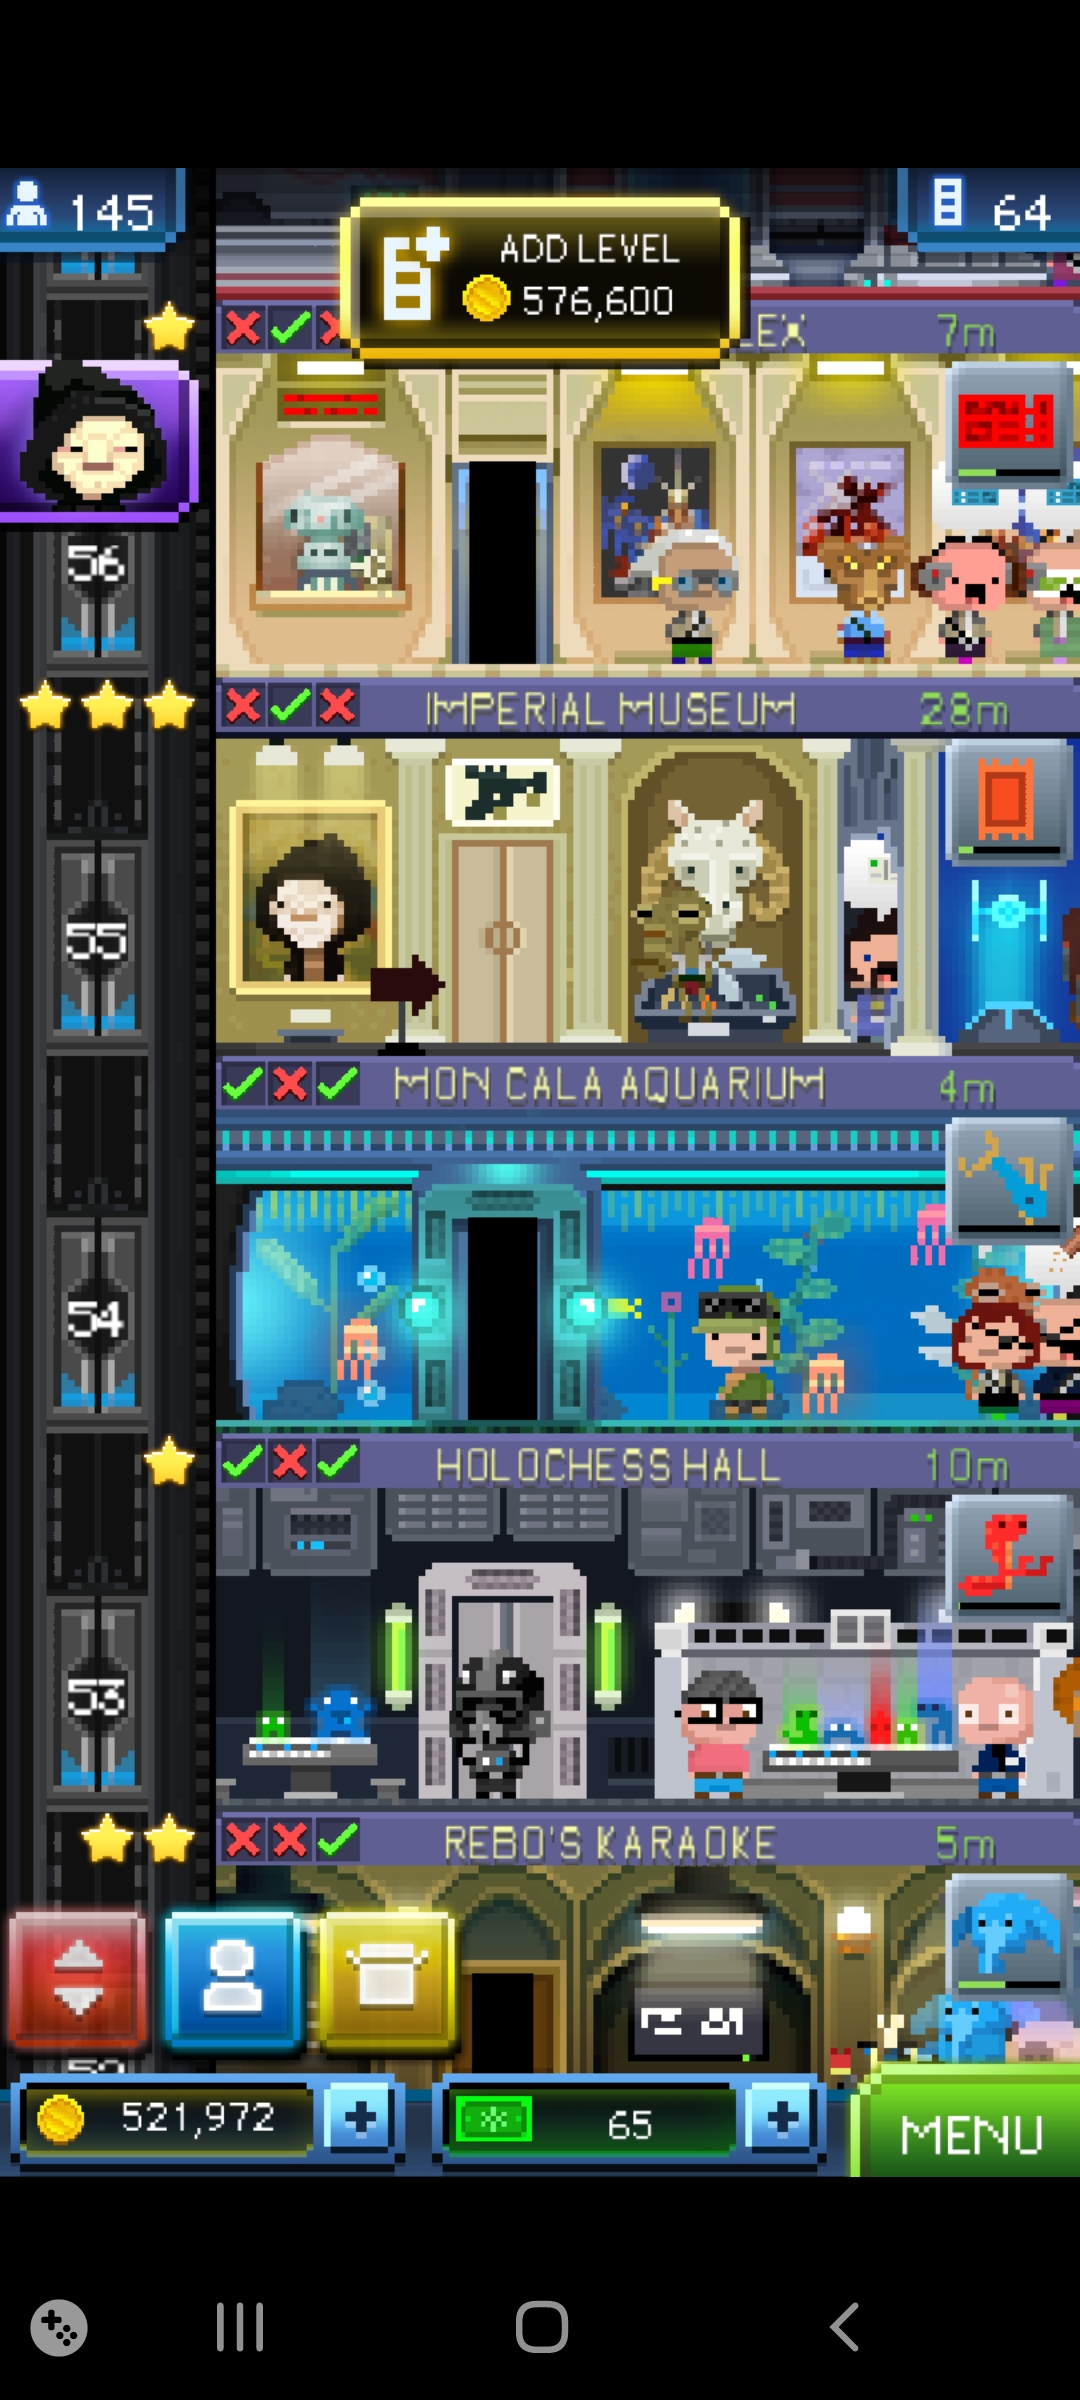 145
ADD LEVEL
576,600
64
LEX 7m
56
IMPERIAL MUSEUM 28m
55
MON CALA AQUARIUM 4m
54
HOLOCHESS HALL 10m
53
REBO'S KARAOKE 5m
521,972
65
MENU